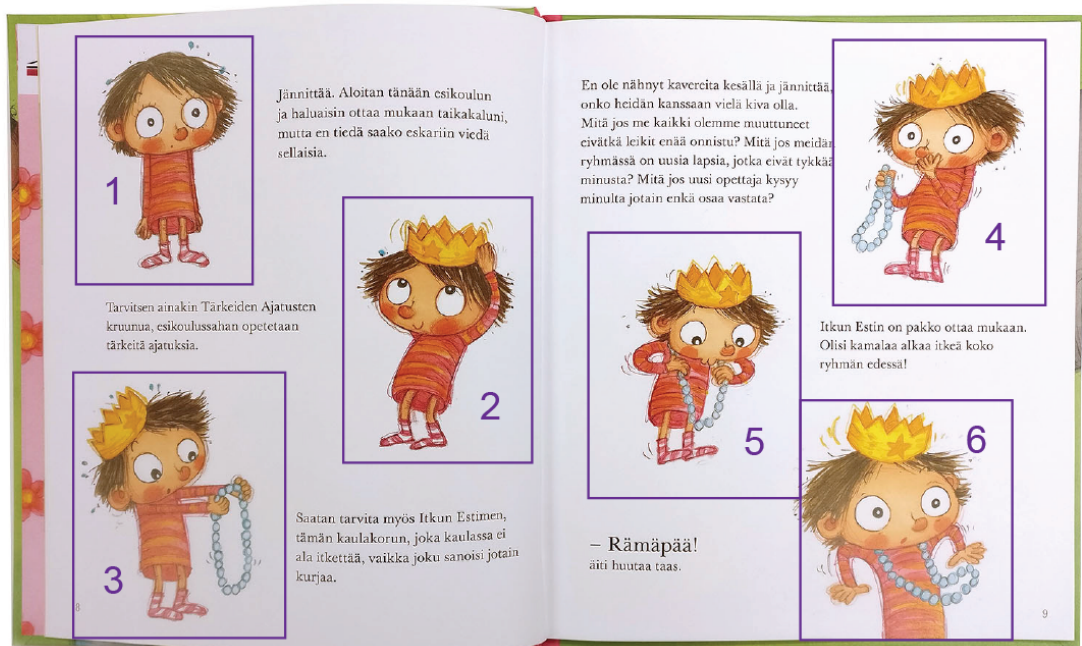 1
Jännittää. Aloitan tänään esikoulun
ja haluaisin ottaa mukaan taikakaluni,
mutta en tiedä saako eskariin viedä
sellaisia.
2
Tarvitsen ainakin Tärkeiden Ajatusten
kruunua, esikoulussahan opetetaan
tärkeitä ajatuksia.
3
Saatan tarvita myös Itkun Estimen,
tämän kaulakorun, joka kaulassa ei
ala itkettää, vaikka joku sanoisi jotain
kurjaa.
8
En ole nähnyt kavereita kesällä ja jännittää,
onko heidän kanssaan vielä kiva olla.
Mitä jos me kaikki olemme muuttuneet
eivätkä leikit enää onnistu? Mitä jos meidän
ryhmässä on uusia lapsia, jotka eivät tykkää
minusta? Mitä jos uusi opettaja kysyy
minulta jotain enkä osaa vastata?
4
5
Itkun Estin on pakko ottaa mukaan.
Olisi kamalaa alkaa itkeä koko
ryhmän edessä!
6
– Rämäpää!
äiti huutaa taas.
9